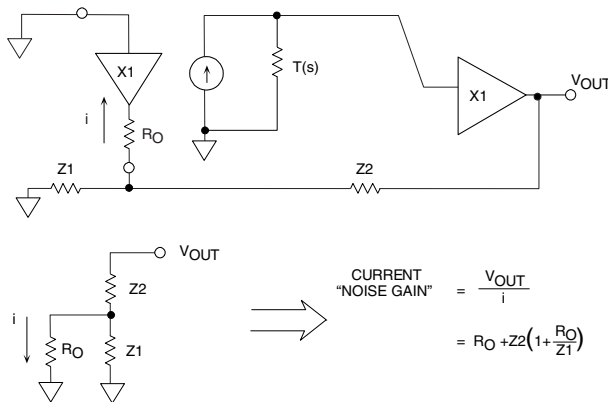 X1
i
RO
Z1
T(s)
X1
VOUT
Z2
VOUT
Z2
i
RO
Z1
CURRENT
“NOISE GAIN” = VOUT / i
= RO +Z2(1+ RO / Z1)